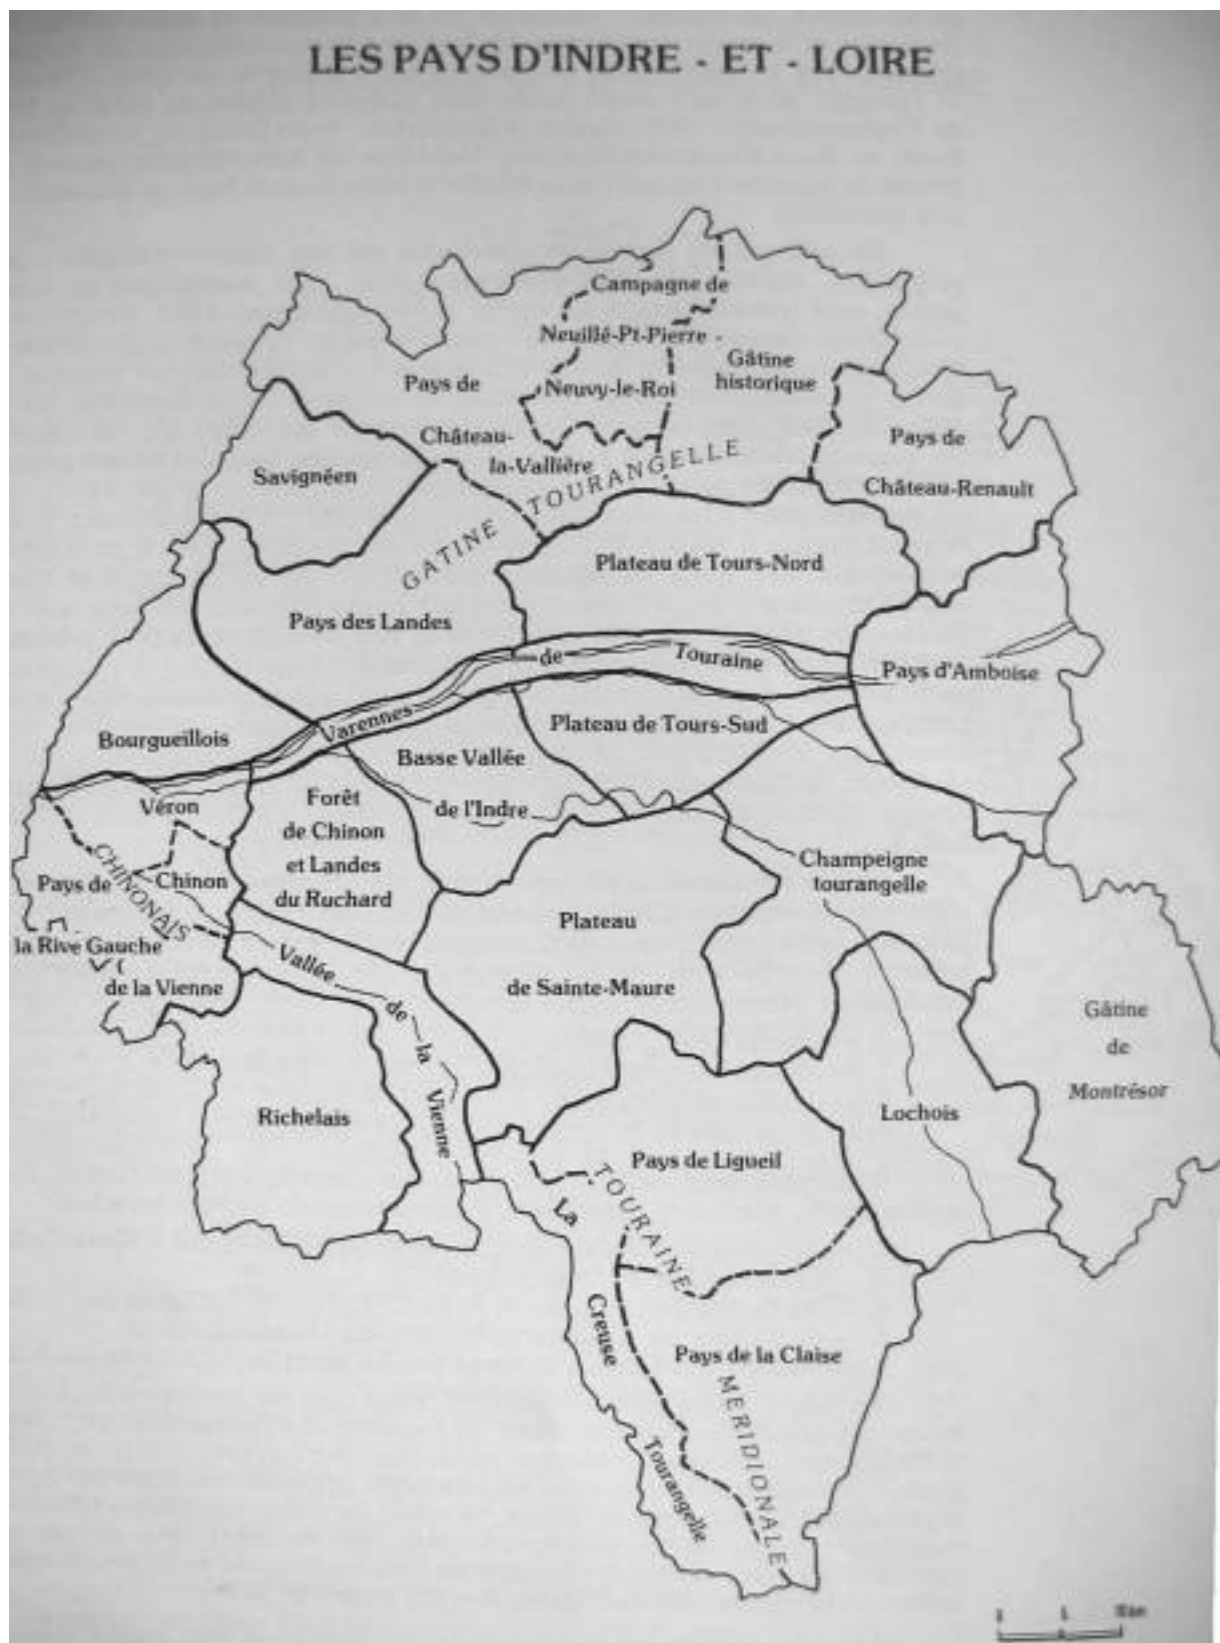 LES PAYS D'INDRE - ET - LOIRE
Campagne de
Neuillé-Pt-Pierre -
Neuvy-le-Roi
Gâtine
historique
Pays de
Château-
la-Vallière
Pays de
Château-Renault
Savignéen
GATINE TOURANGELLE
Plateau de Tours-Nord
Pays des Landes
Varennes de Touraine
Pays d'Amboise
Bourgueillois
Plateau de Tours-Sud
Basse Vallée
de l'Indre
Véron
Forêt
de Chinon
et Landes
du Ruchard
CHINONAIS
Chinon
Pays de
la Rive Gauche
de la Vienne
Champeigne
tourangelle
Plateau
de Sainte-Maure
Vallée de la Vienne
Gâtine
de
Montrésor
Richelais
Lochois
Pays de Ligueil
TOURAINE MERIDIONALE
La Creuse Tourangelle
Pays de la Claise
10 km